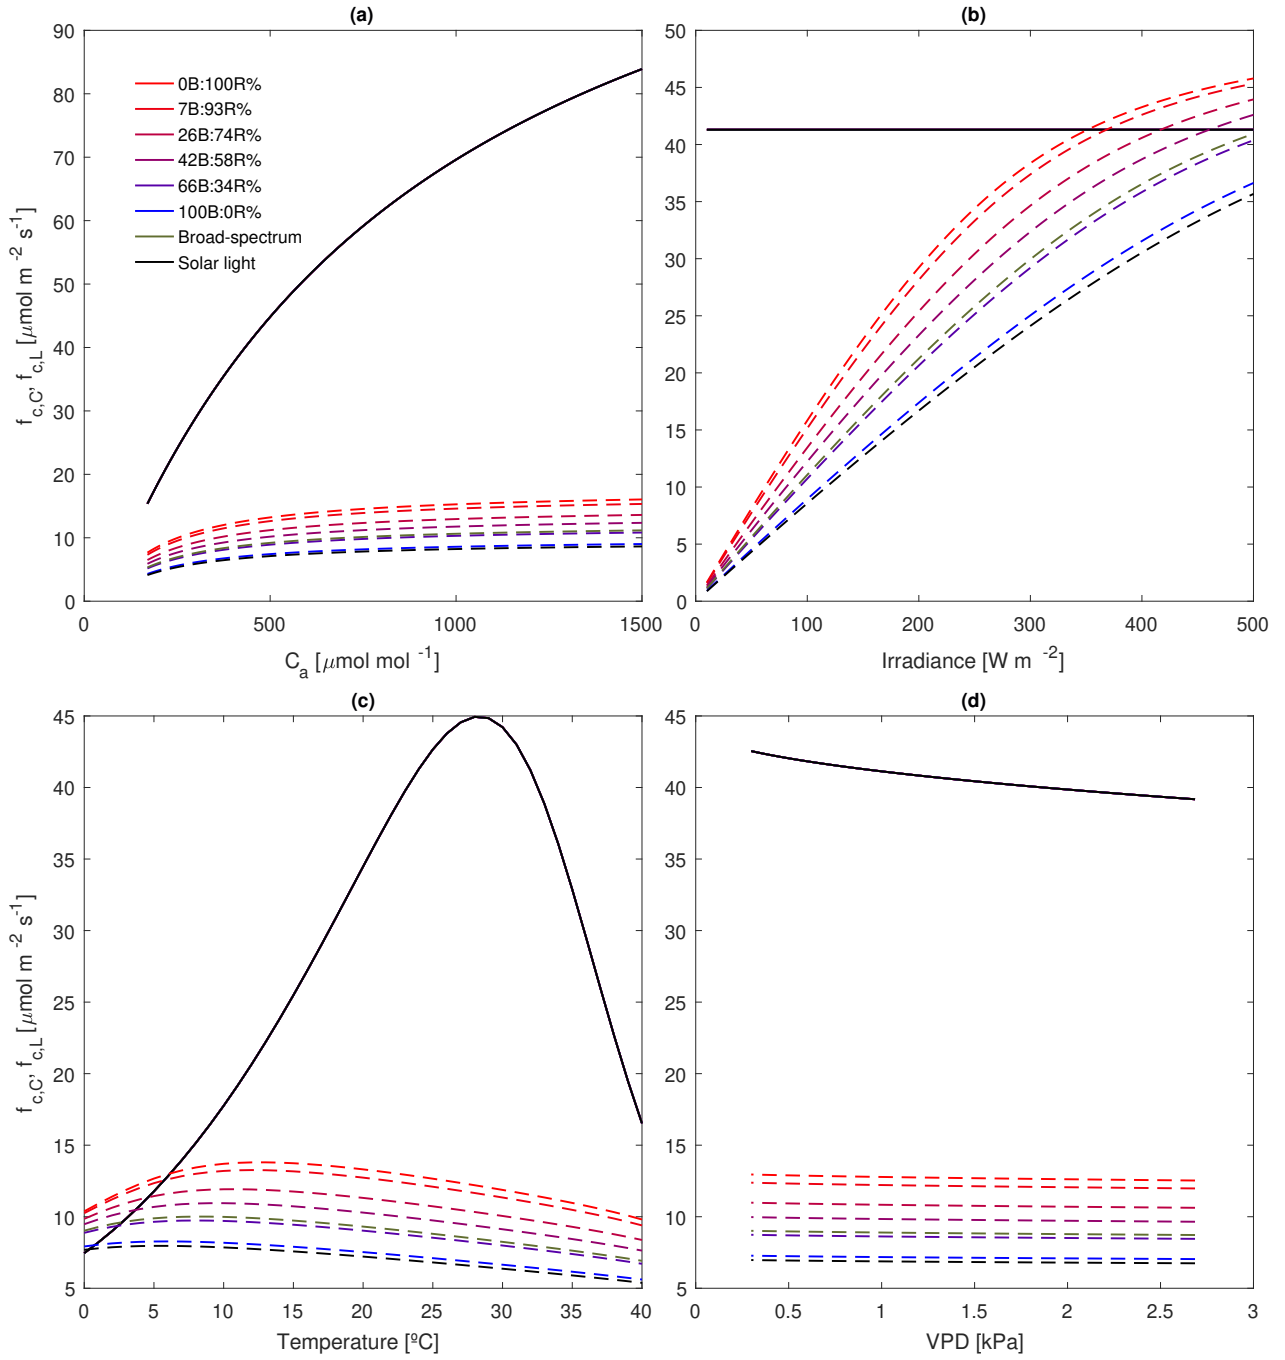 (a)
90
80
70
60
50
40
30
20
10
0
0 500 1000 1500
f c,C, f c,L [μmol m -2 s-1]
C a [μmol mol -1]
0B:100R%
7B:93R%
26B:74R%
42B:58R%
66B:34R%
100B:0R%
Broad-spectrum
Solar light
(b)
50
45
40
35
30
25
20
15
10
5
0
0 100 200 300 400 500
Irradiance [W m -2]
(c)
45
40
35
30
25
20
15
10
5
0 5 10 15 20 25 30 35 40
f c,C, f c,L [μmol m -2 s-1]
Temperature [ºC]
(d)
45
40
35
30
25
20
15
10
5
0 0.5 1 1.5 2 2.5 3
VPD [kPa]